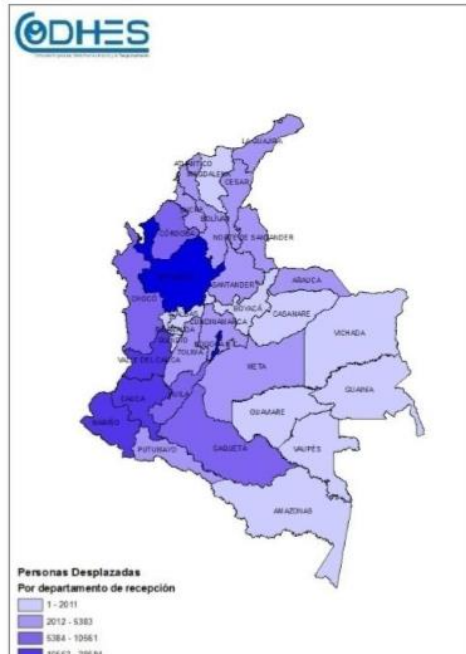 CODHES
LA GUAJIRA
ATLANTICO
MAGDALENA
CESAR
SUCRE
BOLIVAR
CORDOBA
NORTE DE SANTANDER
SANTANDER
ARAUCA
CHOCO
BOYACA
CASANARE
CUNDINAMARCA
VICHADA
TOLIMA
VALLE DEL CAUCA
META
GUAINIA
HUILA
CAUCA
GUAVIARE
NARIÑO
CAQUETA
VAUPES
PUTUMAYO
AMAZONAS
Personas Desplazadas
Por departamento de recepción
1 - 2011
2012 - 5383
5384 - 10561